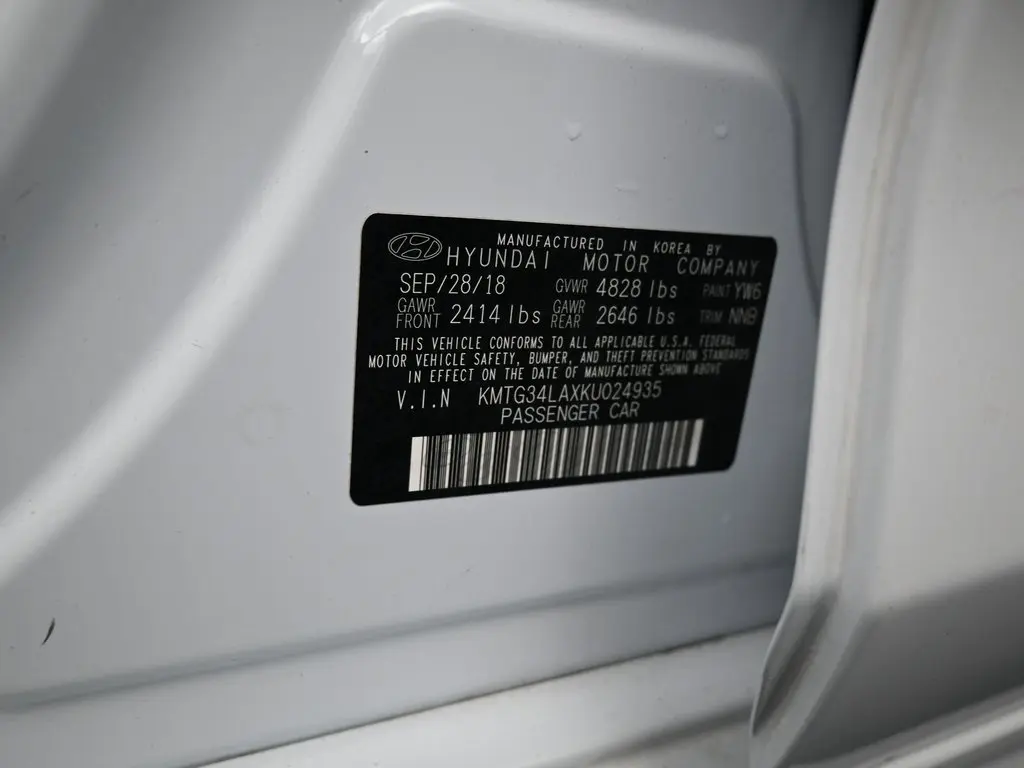 MANUFACTURED IN KOREA BY
HYUNDAI MOTOR COMPANY
SEP/28/18 GVWR 4828 lbs PAINT YW6
GAWR FRONT 2414 lbs GAWR REAR 2646 lbs TRIM NNB
THIS VEHICLE CONFORMS TO ALL APPLICABLE U.S.A. FEDERAL
MOTOR VEHICLE SAFETY, BUMPER, AND THEFT PREVENTION STANDARDS
IN EFFECT ON THE DATE OF MANUFACTURE SHOWN ABOVE
V.I.N KMTG34LAXKU024935
PASSENGER CAR